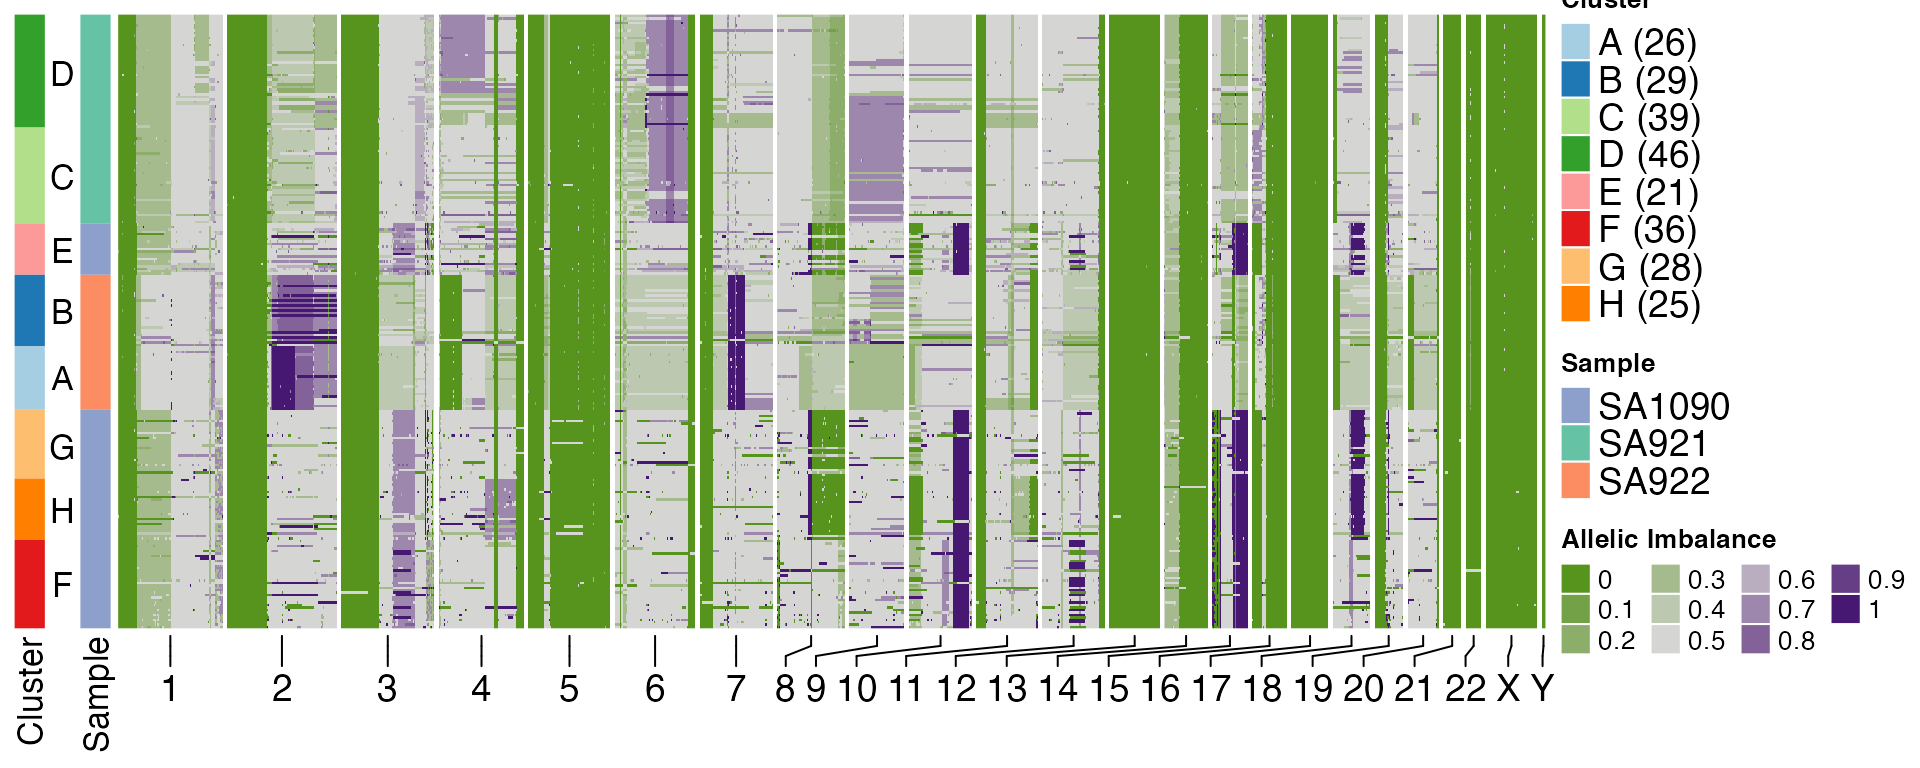 Cluster
A (26)
B (29)
C (39)
D (46)
E (21)
F (36)
G (28)
H (25)
Sample
SA1090
SA921
SA922
Allelic Imbalance
0
0.3
0.6
0.9
0.1
0.4
0.7
1
0.2
0.5
0.8
D
C
E
B
A
G
H
F
Cluster
Sample
1 2 3 4 5 6 7 8 9 10 11 12 13 14 15 16 17 18 19 20 21 22 X Y